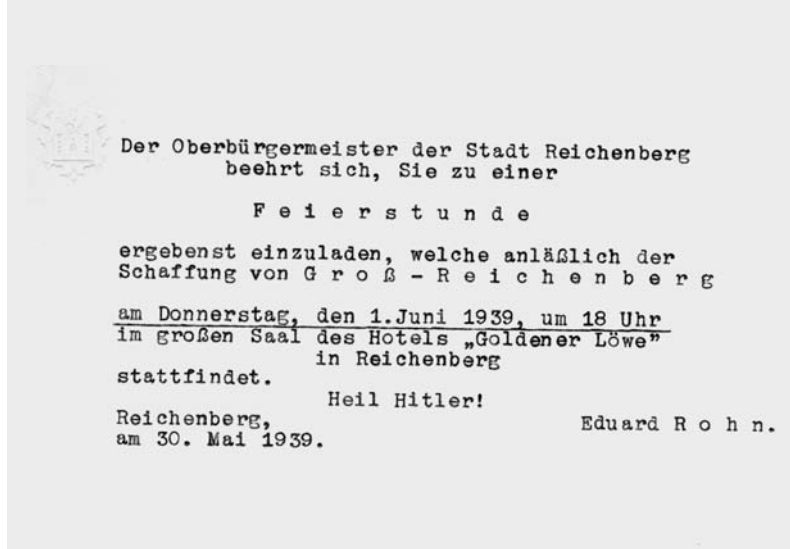 Der Oberbürgermeister der Stadt Reichenberg
beehrt sich, Sie zu einer
F e i e r s t u n d e
ergebenst einzuladen, welche anläßlich der
Schaffung von G r o ß - R e i c h e n b e r g
am Donnerstag, den 1.Juni 1939, um 18 Uhr
im großen Saal des Hotels „Goldener Löwe”
in Reichenberg
stattfindet.
Heil Hitler!
Reichenberg,
Eduard R o h n.
am 30. Mai 1939.